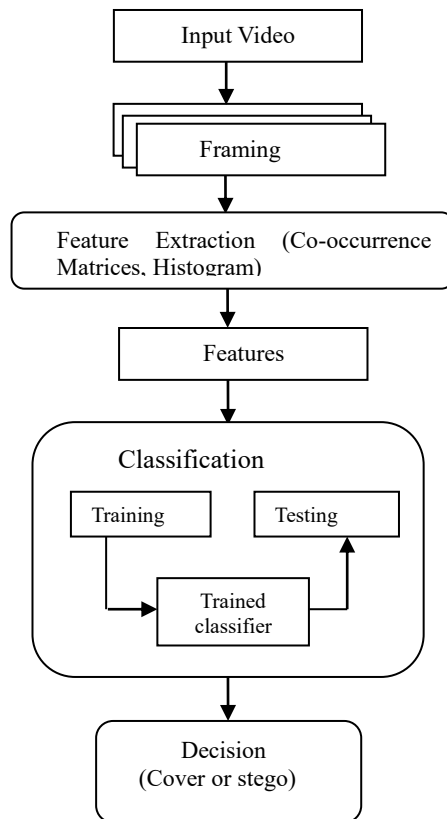 Input Video
Framing
Feature Extraction (Co-occurrence
Matrices, Histogram)
Features
Classification
Training
Testing
Trained
classifier
Decision
(Cover or stego)